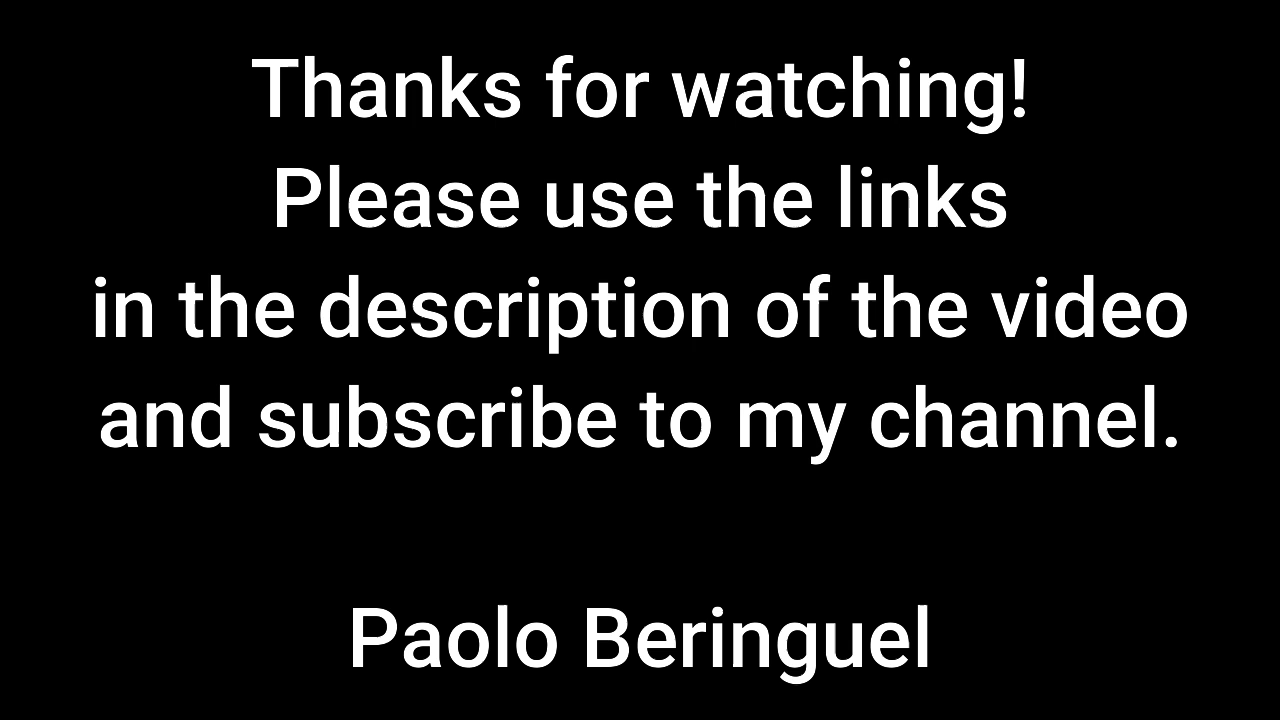 Thanks for watching!
Please use the links
in the description of the video
and subscribe to my channel.
Paolo Beringuel